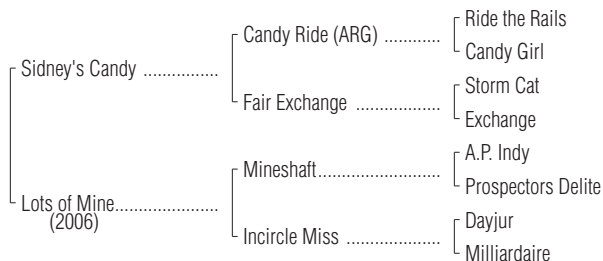 Ride the Rails
Candy Ride (ARG) ............
Candy Girl
Sidney's Candy ................
Storm Cat
Fair Exchange ..................
Exchange
A.P. Indy
Mineshaft..........................
Prospectors Delite
Lots of Mine......................
(2006)
Dayjur
Incircle Miss ....................
Milliardaire